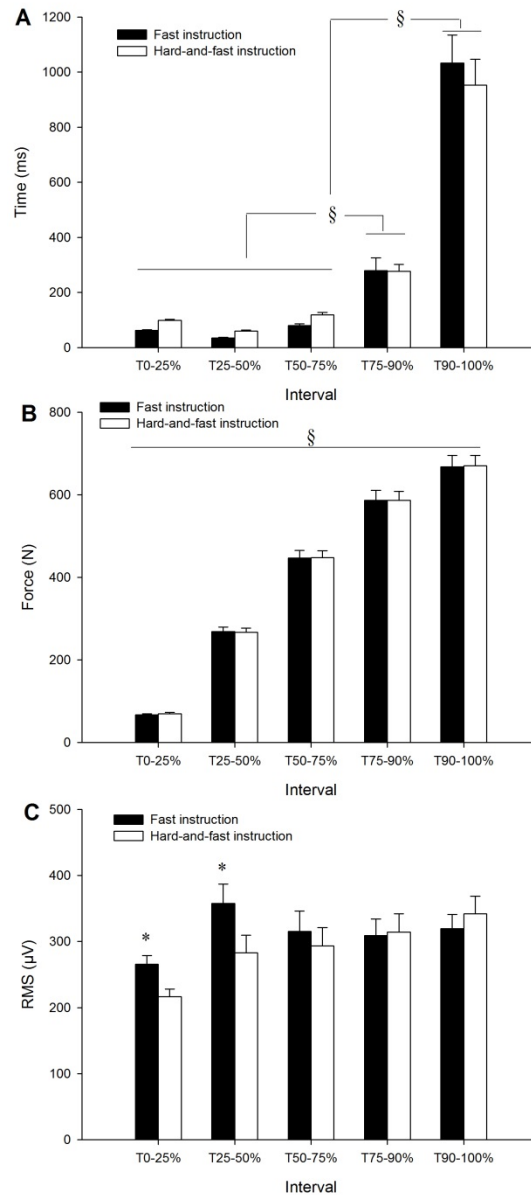 A
Fast instruction
Hard-and-fast instruction
§
§
Time (ms)
1200
1000
800
600
400
200
0
T0-25% T25-50% T50-75% T75-90% T90-100%
Interval
B
Fast instruction
Hard-and-fast instruction
§
Force (N)
800
600
400
200
0
T0-25% T25-50% T50-75% T75-90% T90-100%
Interval
C
Fast instruction
Hard-and-fast instruction
*
*
RMS (µV)
500
400
300
200
100
0
T0-25% T25-50% T50-75% T75-90% T90-100%
Interval